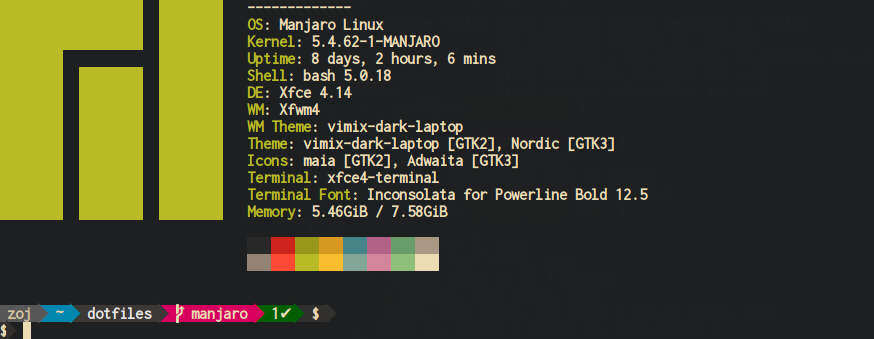 -------------
OS: Manjaro Linux
Kernel: 5.4.62-1-MANJARO
Uptime: 8 days, 2 hours, 6 mins
Shell: bash 5.0.18
DE: Xfce 4.14
WM: Xfwm4
WM Theme: vimix-dark-laptop
Theme: vimix-dark-laptop [GTK2], Nordic [GTK3]
Icons: maia [GTK2], Adwaita [GTK3]
Terminal: xfce4-terminal
Terminal Font: Inconsolata for Powerline Bold 12.5
Memory: 5.46GiB / 7.58GiB
zoj ~ dotfiles manjaro 1✔ $
$